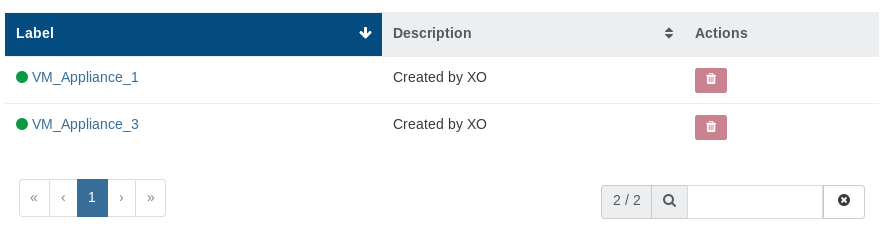 Label Description Actions
VM_Appliance_1 Created by XO
VM_Appliance_3 Created by XO
« ‹ 1 › » 2 / 2